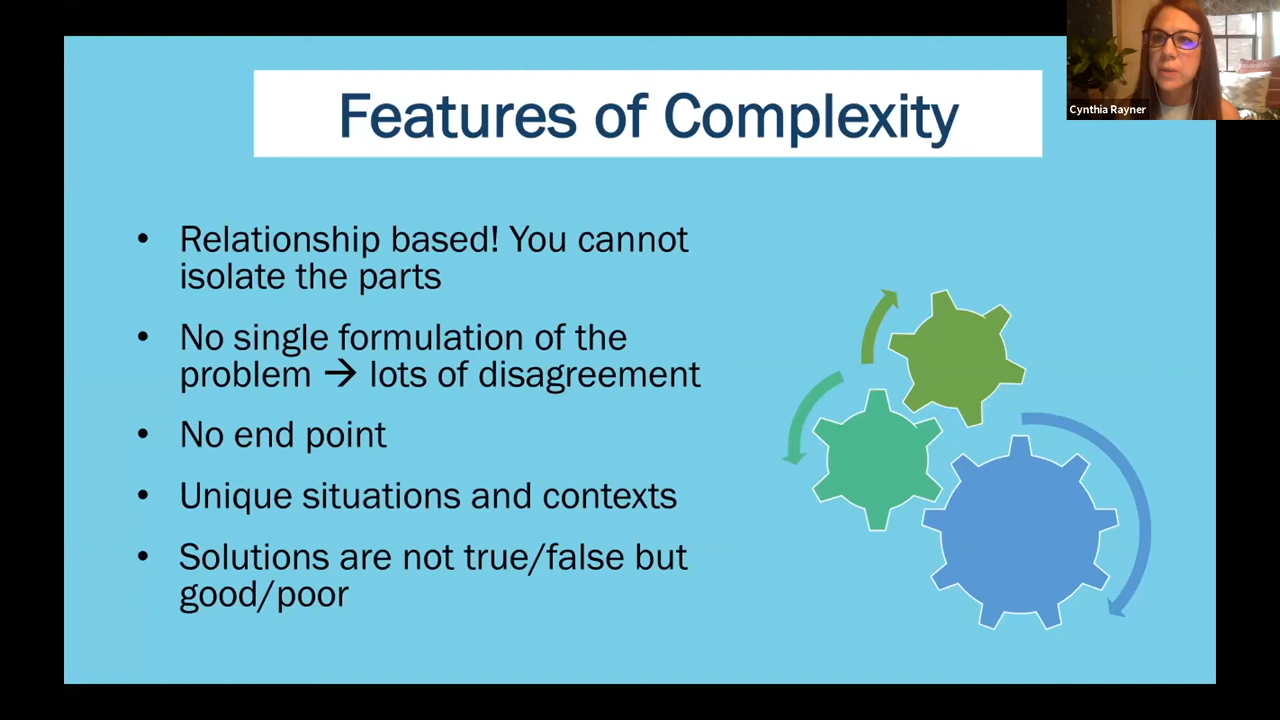 Features of Complexity
Cynthia Rayner
• Relationship based! You cannot
isolate the parts
• No single formulation of the
problem → lots of disagreement
• No end point
• Unique situations and contexts
• Solutions are not true/false but
good/poor